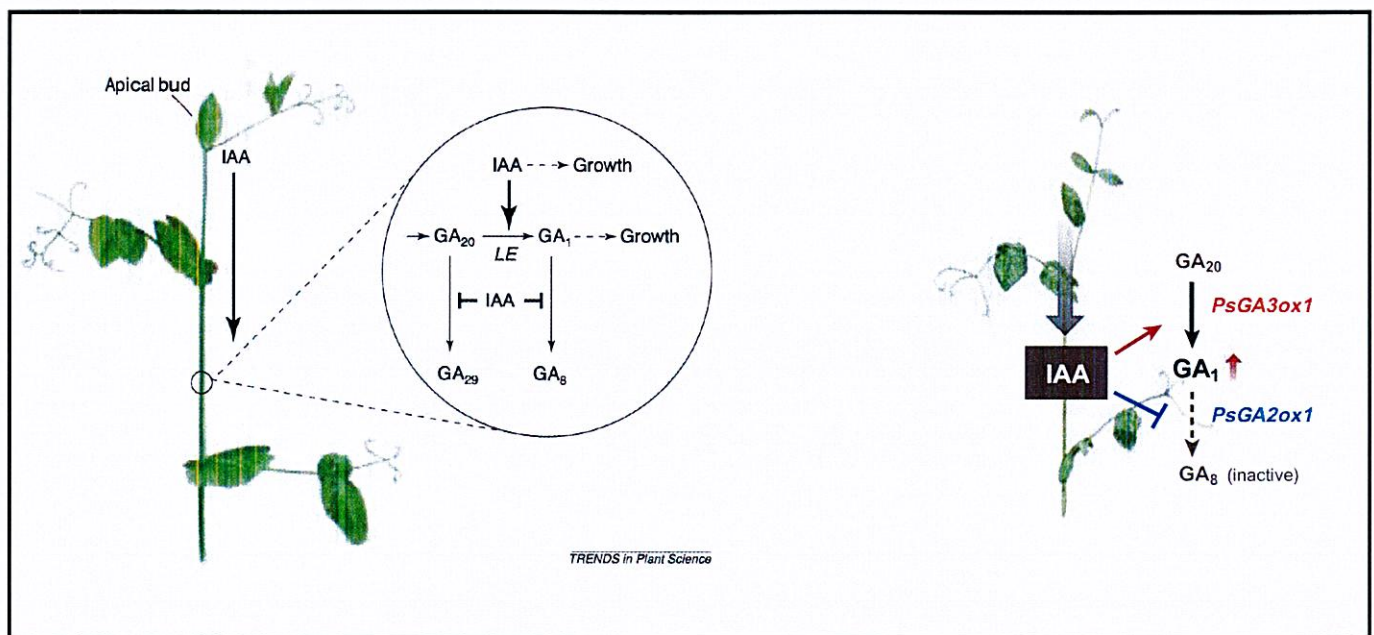 Apical bud
IAA
IAA Growth
GA20 GA1 Growth
LE
IAA
GA29 GA8
TRENDS in Plant Science
GA20
PsGA3ox1
IAA
GA1
PsGA2ox1
GA8 (inactive)